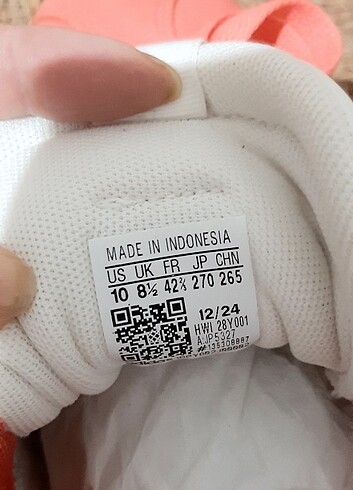 MADE IN INDONESIA
US UK FR JP CHN
10 8½ 42⅔ 270 265
12/24
HWI 28Y001
A.JP5927